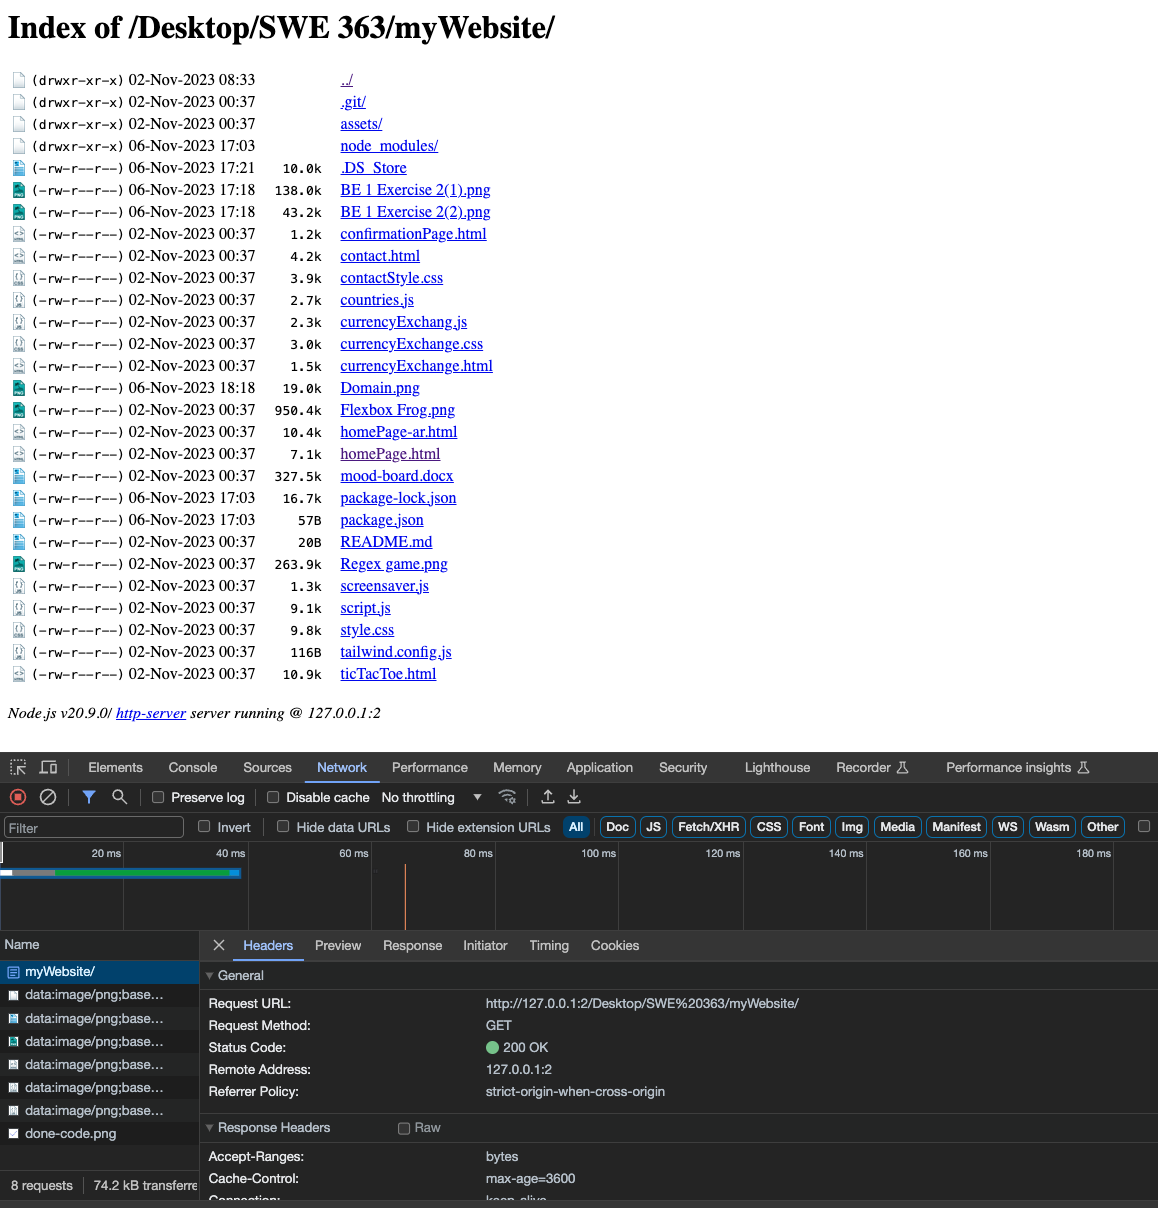 Index of /Desktop/SWE 363/myWebsite/
(drwxr-xr-x) 02-Nov-2023 08:33 ../
(drwxr-xr-x) 02-Nov-2023 00:37 .git/
(drwxr-xr-x) 02-Nov-2023 00:37 assets/
(drwxr-xr-x) 06-Nov-2023 17:03 node_modules/
(-rw-r--r--) 06-Nov-2023 17:21 10.0k .DS_Store
(-rw-r--r--) 06-Nov-2023 17:18 138.0k BE 1 Exercise 2(1).png
(-rw-r--r--) 06-Nov-2023 17:18 43.2k BE 1 Exercise 2(2).png
(-rw-r--r--) 02-Nov-2023 00:37 1.2k confirmationPage.html
(-rw-r--r--) 02-Nov-2023 00:37 4.2k contact.html
(-rw-r--r--) 02-Nov-2023 00:37 3.9k contactStyle.css
(-rw-r--r--) 02-Nov-2023 00:37 2.7k countries.js
(-rw-r--r--) 02-Nov-2023 00:37 2.3k currencyExchang.js
(-rw-r--r--) 02-Nov-2023 00:37 3.0k currencyExchange.css
(-rw-r--r--) 02-Nov-2023 00:37 1.5k currencyExchange.html
(-rw-r--r--) 06-Nov-2023 18:18 19.0k Domain.png
(-rw-r--r--) 02-Nov-2023 00:37 950.4k Flexbox Frog.png
(-rw-r--r--) 02-Nov-2023 00:37 10.4k homePage-ar.html
(-rw-r--r--) 02-Nov-2023 00:37 7.1k homePage.html
(-rw-r--r--) 02-Nov-2023 00:37 327.5k mood-board.docx
(-rw-r--r--) 06-Nov-2023 17:03 16.7k package-lock.json
(-rw-r--r--) 06-Nov-2023 17:03 57B package.json
(-rw-r--r--) 02-Nov-2023 00:37 20B README.md
(-rw-r--r--) 02-Nov-2023 00:37 263.9k Regex game.png
(-rw-r--r--) 02-Nov-2023 00:37 1.3k screensaver.js
(-rw-r--r--) 02-Nov-2023 00:37 9.1k script.js
(-rw-r--r--) 02-Nov-2023 00:37 9.8k style.css
(-rw-r--r--) 02-Nov-2023 00:37 116B tailwind.config.js
(-rw-r--r--) 02-Nov-2023 00:37 10.9k ticTacToe.html
Node.js v20.9.0/ http-server server running @ 127.0.0.1:2
Elements Console Sources Network Performance Memory Application Security Lighthouse Recorder Performance insights
Preserve log Disable cache No throttling
Filter Invert Hide data URLs Hide extension URLs All Doc JS Fetch/XHR CSS Font Img Media Manifest WS Wasm Other
20 ms 40 ms 60 ms 80 ms 100 ms 120 ms 140 ms 160 ms 180 ms
Name
myWebsite/
data:image/png;base...
data:image/png;base...
data:image/png;base...
data:image/png;base...
data:image/png;base...
data:image/png;base...
done-code.png
8 requests 74.2 kB transferre
Headers Preview Response Initiator Timing Cookies
General
Request URL: http://127.0.0.1:2/Desktop/SWE%20363/myWebsite/
Request Method: GET
Status Code: 200 OK
Remote Address: 127.0.0.1:2
Referrer Policy: strict-origin-when-cross-origin
Response Headers Raw
Accept-Ranges: bytes
Cache-Control: max-age=3600
Connection: keep-alive